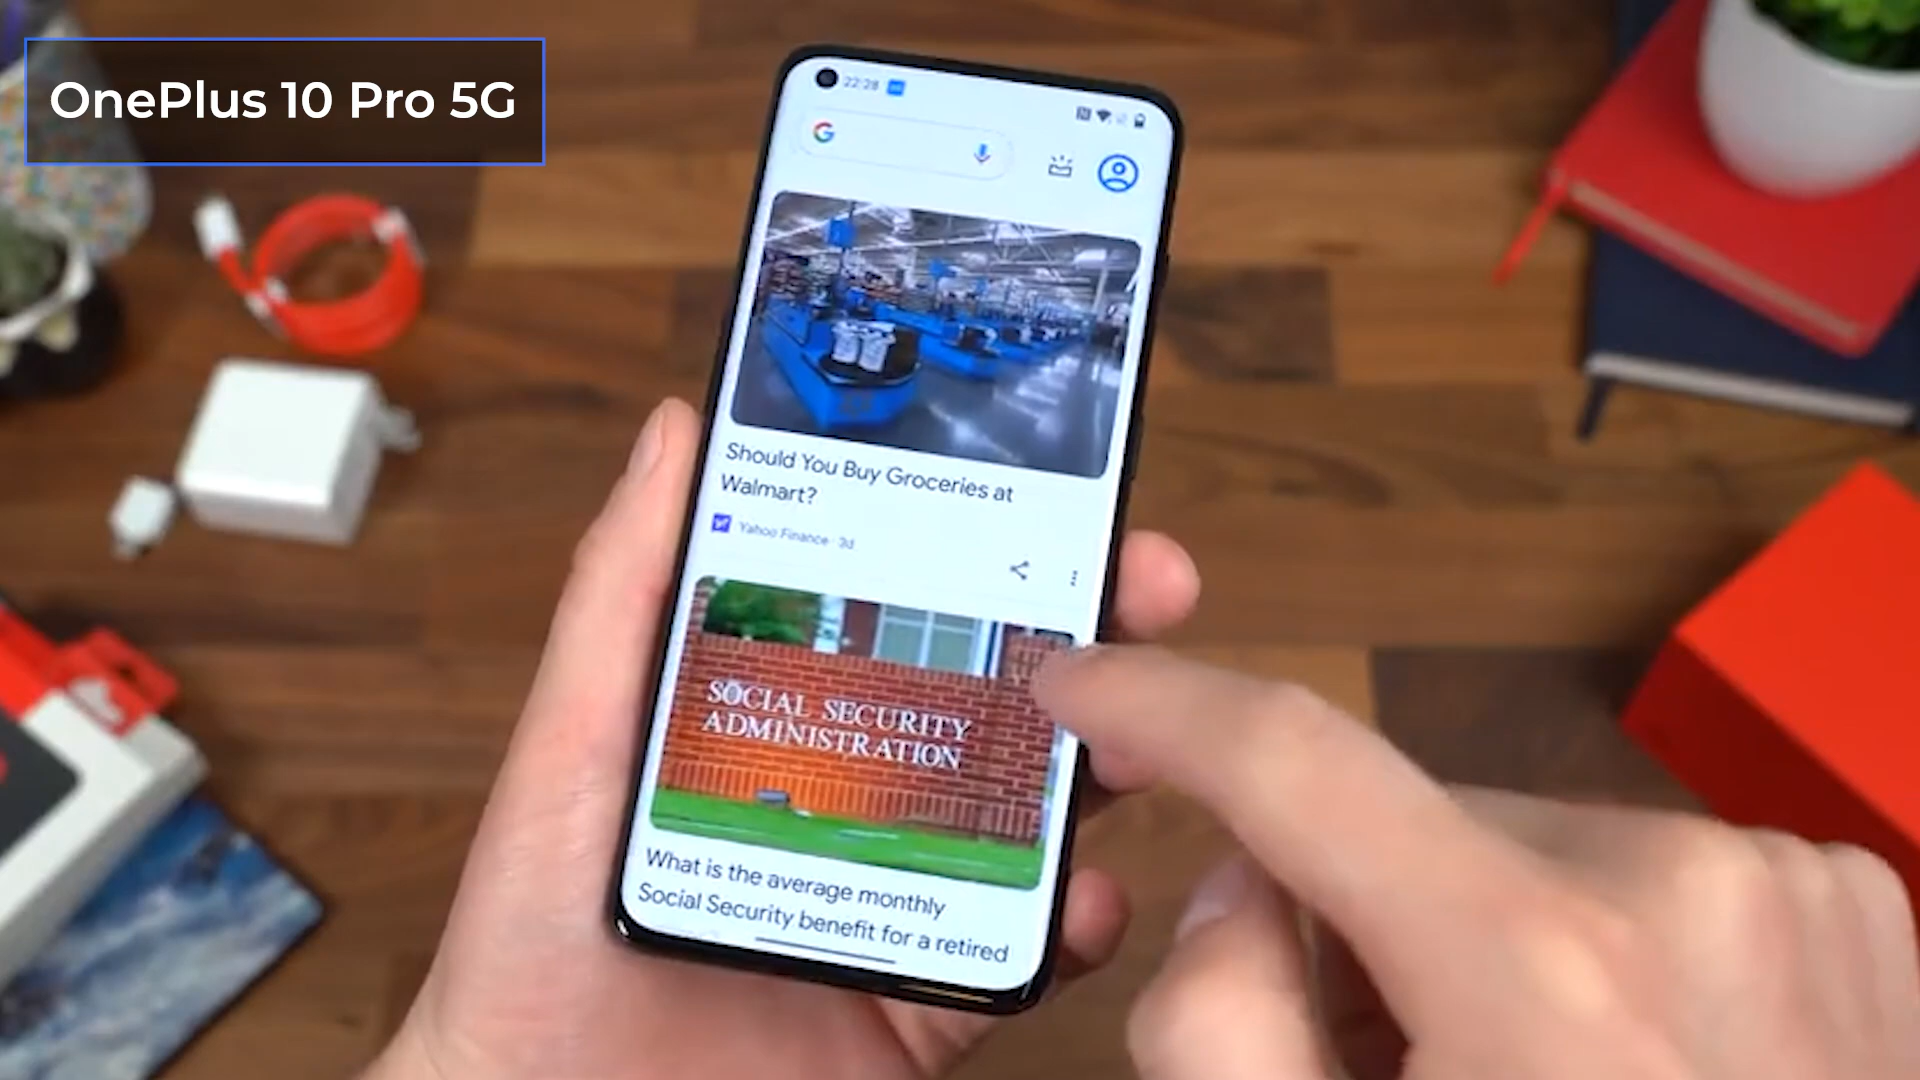 OnePlus 10 Pro 5G
22:28
Should You Buy Groceries at
Walmart?
Yahoo Finance · 3d
SOCIAL SECURITY
ADMINISTRATION
What is the average monthly
Social Security benefit for a retired